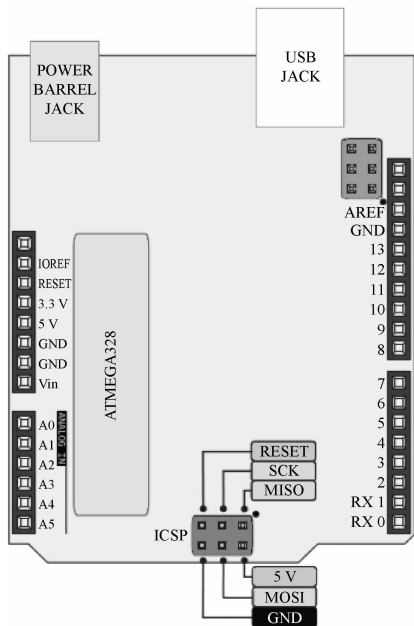 POWER
BARREL
JACK
USB
JACK
AREF
GND
13
12
11
10
9
8
IOREF
RESET
3.3 V
5 V
GND
GND
Vin
ATMEGA328
7
6
5
4
3
2
RX 1
RX 0
A0
A1
A2
A3
A4
A5
ANALOG IN
RESET
SCK
MISO
ICSP
5 V
MOSI
GND